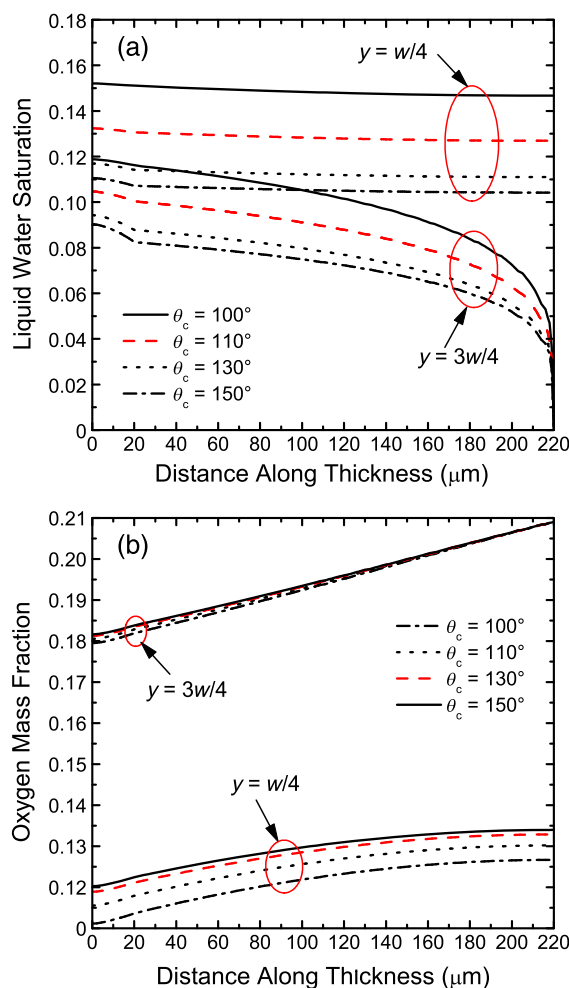 (a)
y = w/4
0.18
0.16
0.14
0.12
0.10
0.08
0.06
0.04
0.02
0
Liquid Water Saturation
θc = 100°
θc = 110°
θc = 130°
θc = 150°
y = 3w/4
0 20 40 60 80 100 120 140 160 180 200 220
Distance Along Thickness (μm)
(b)
0.21
0.20
0.19
0.18
0.17
0.16
0.15
0.14
0.13
0.12
0
Oxygen Mass Fraction
y = 3w/4
θc = 100°
θc = 110°
θc = 130°
θc = 150°
y = w/4
0 20 40 60 80 100 120 140 160 180 200 220
Distance Along Thickness (μm)